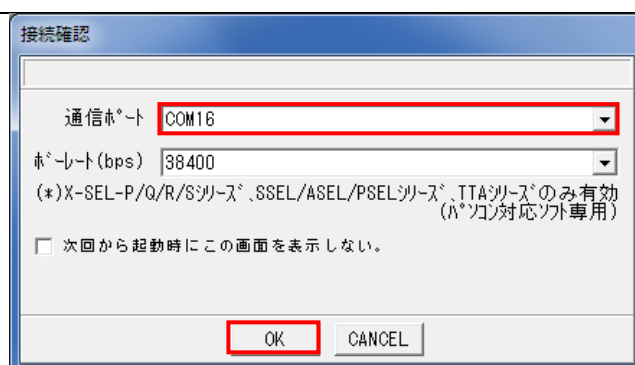 接続確認
通信ﾎﾟｰﾄ COM16
ﾎﾞｰﾚｰﾄ(bps) 38400
(*)X-SEL-P/Q/R/Sｼﾘｰｽﾞ、SSEL/ASEL/PSELｼﾘｰｽﾞ、TTAｼﾘｰｽﾞのみ有効
(ﾊﾟｿｺﾝ対応ｿﾌﾄ専用)
次回から起動時にこの画面を表示しない。
OK CANCEL